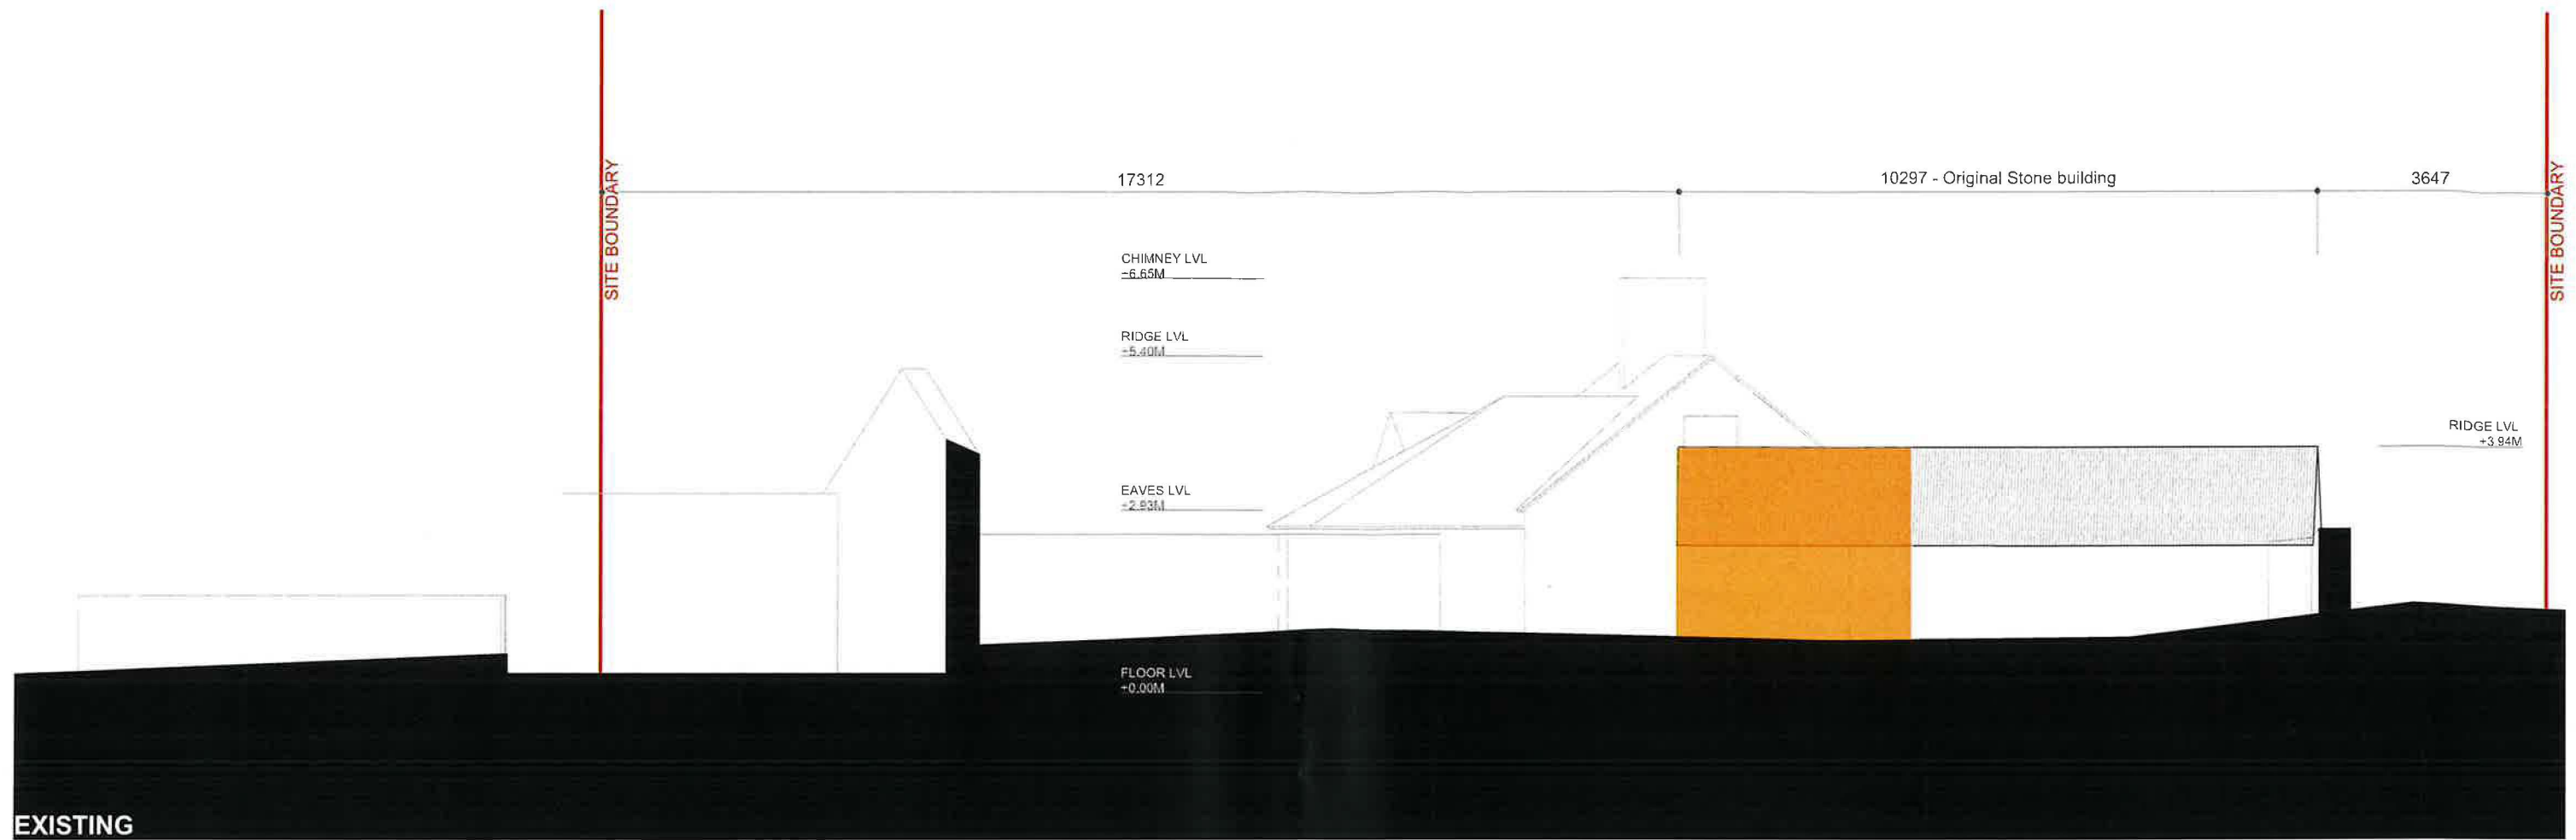 SITE BOUNDARY
17312
10297 - Original Stone building
3647
SITE BOUNDARY
CHIMNEY LVL
+6.65M
RIDGE LVL
+5.40M
RIDGE LVL
+3.94M
EAVES LVL
+2.93M
FLOOR LVL
+0.00M
EXISTING